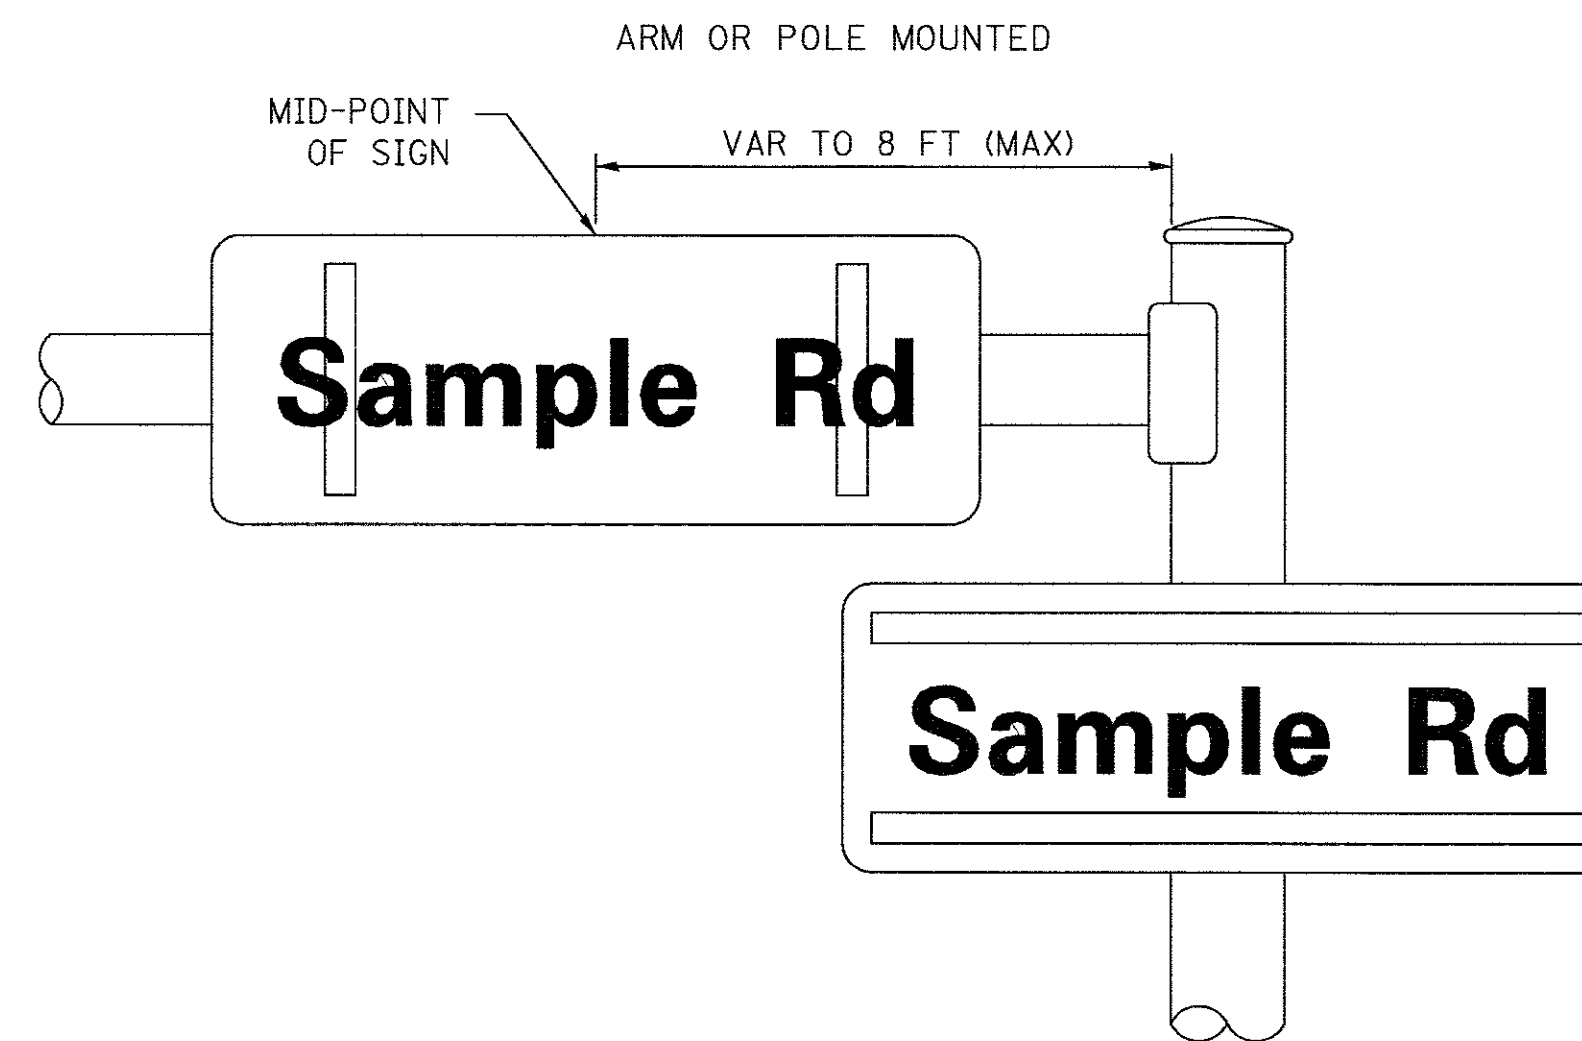 ARM OR POLE MOUNTED
MID-POINT
OF SIGN
VAR TO 8 FT (MAX)
Sample Rd
Sample Rd